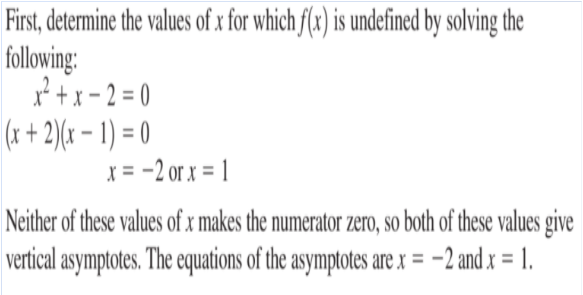 First, determine the values of x for which f(x) is undefined by solving the
following:
x² + x − 2 = 0
(x + 2)(x − 1) = 0
x = −2 or x = 1
Neither of these values of x makes the numerator zero, so both of these values give
vertical asymptotes. The equations of the asymptotes are x = −2 and x = 1.